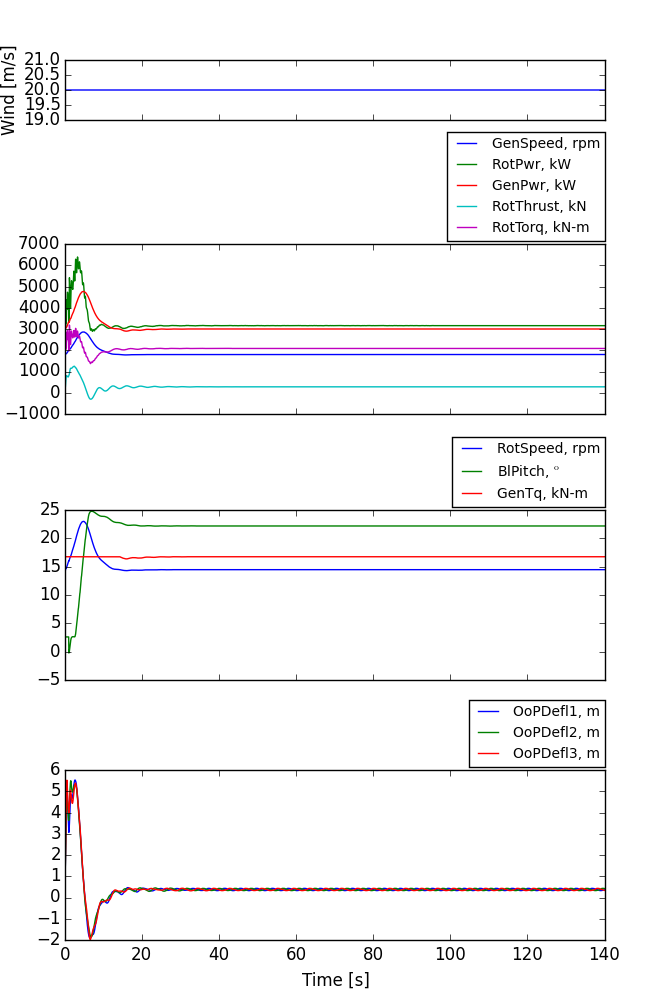 Wind [m/s]
21.0
20.5
20.0
19.5
19.0
GenSpeed, rpm
RotPwr, kW
GenPwr, kW
RotThrust, kN
RotTorq, kN-m
7000
6000
5000
4000
3000
2000
1000
0
−1000
RotSpeed, rpm
BlPitch, °
GenTq, kN-m
25
20
15
10
5
0
−5
OoPDefl1, m
OoPDefl2, m
OoPDefl3, m
6
5
4
3
2
1
0
−1
−2
0 20 40 60 80 100 120 140
Time [s]